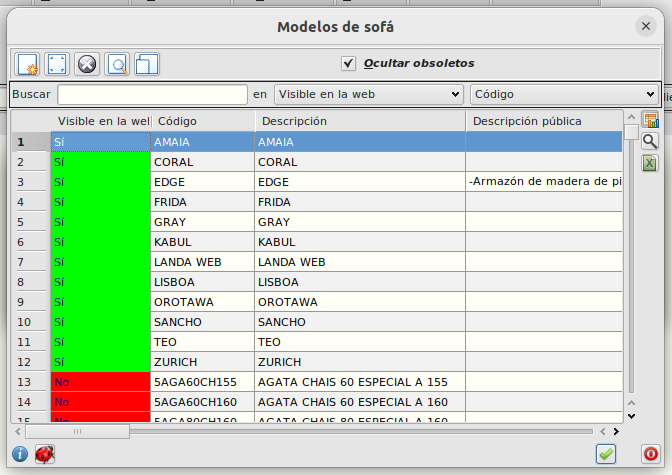 Modelos de sofá
Ocultar obsoletos
Buscar en Visible en la web Código
Visible en la wel Código Descripción Descripción pública
1 Sí AMAIA AMAIA
2 Sí CORAL CORAL
3 Sí EDGE EDGE -Armazón de madera de pi
4 Sí FRIDA FRIDA
5 Sí GRAY GRAY
6 Sí KABUL KABUL
7 Sí LANDA WEB LANDA WEB
8 Sí LISBOA LISBOA
9 Sí OROTAWA OROTAWA
10 Sí SANCHO SANCHO
11 Sí TEO TEO
12 Sí ZURICH ZURICH
13 No 5AGA60CH155 AGATA CHAIS 60 ESPECIAL A 155
14 No 5AGA60CH160 AGATA CHAIS 60 ESPECIAL A 160
15 No 5AGA80CH160 AGATA CHAIS 80 ESPECIAL A 160